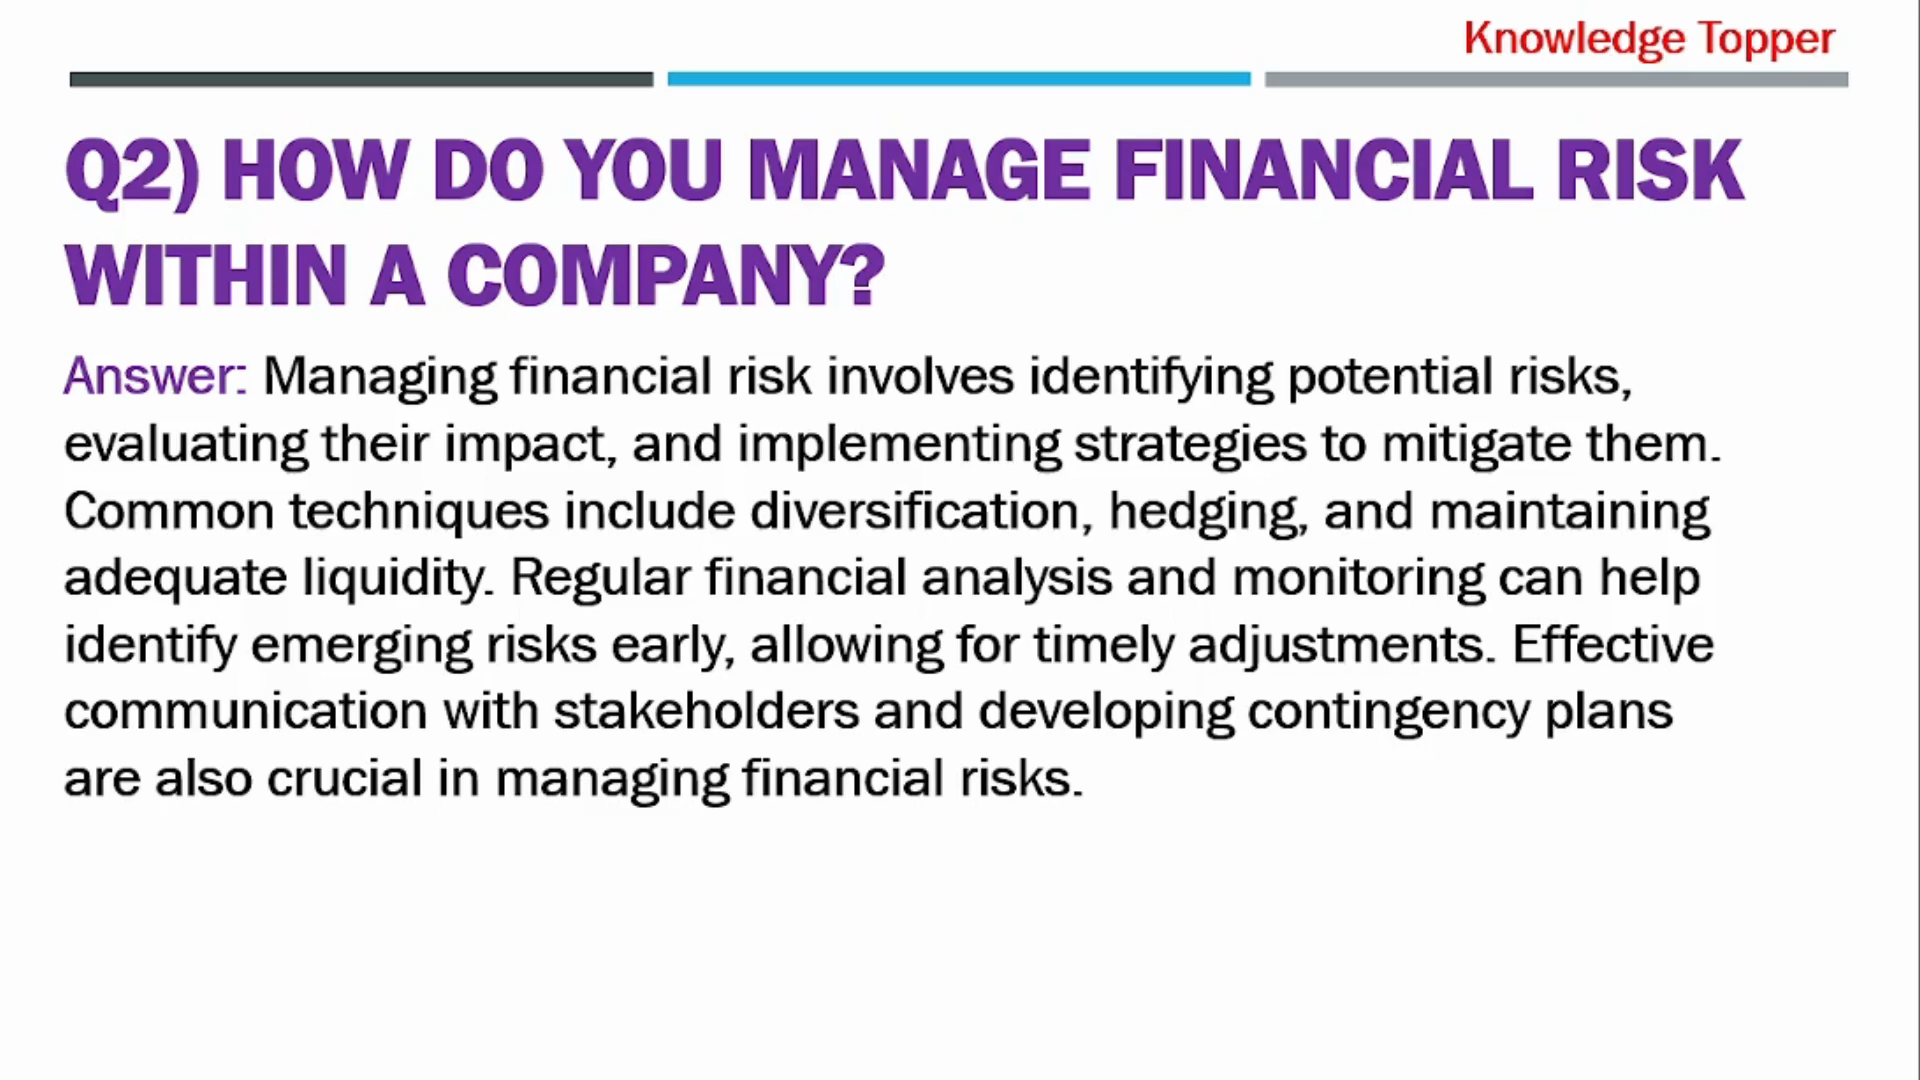 Knowledge Topper
Q2) HOW DO YOU MANAGE FINANCIAL RISK
WITHIN A COMPANY?
Answer: Managing financial risk involves identifying potential risks,
evaluating their impact, and implementing strategies to mitigate them.
Common techniques include diversification, hedging, and maintaining
adequate liquidity. Regular financial analysis and monitoring can help
identify emerging risks early, allowing for timely adjustments. Effective
communication with stakeholders and developing contingency plans
are also crucial in managing financial risks.